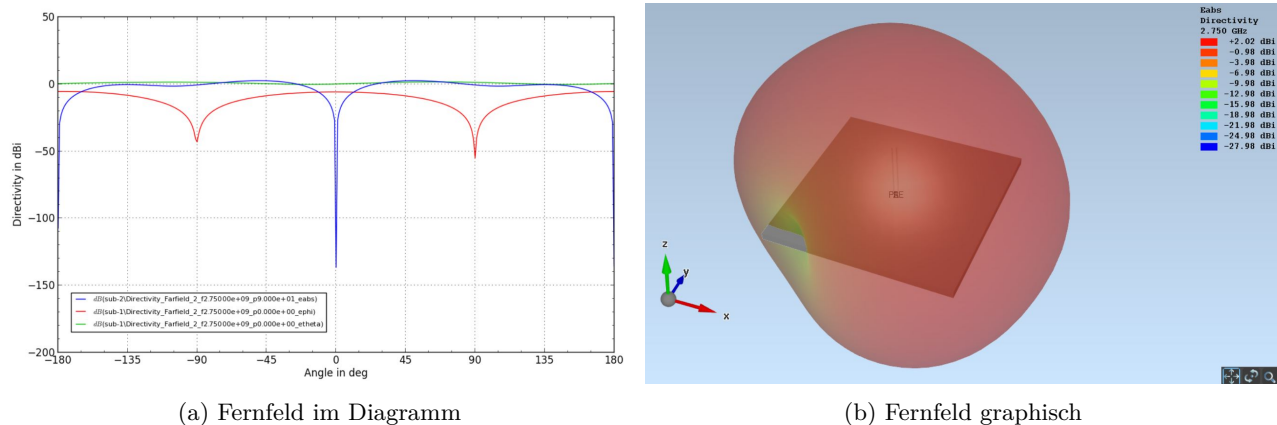 50
0
−50
−100
−150
−200
Directivity in dBi
dB(sub-2\Directivity_Farfield_2_f2.75000e+09_p9.000e+01_eabs)
dB(sub-1\Directivity_Farfield_2_f2.75000e+09_p0.000e+00_ephi)
dB(sub-1\Directivity_Farfield_2_f2.75000e+09_p0.000e+00_etheta)
−180 −135 −90 −45 0 45 90 135 180
Angle in deg
(a) Fernfeld im Diagramm
Eabs
Directivity
2.750 GHz
+2.02 dBi
-0.98 dBi
-3.98 dBi
-6.98 dBi
-9.98 dBi
-12.98 dBi
-15.98 dBi
-18.98 dBi
-21.98 dBi
-24.98 dBi
-27.98 dBi
z
y
x
(b) Fernfeld graphisch